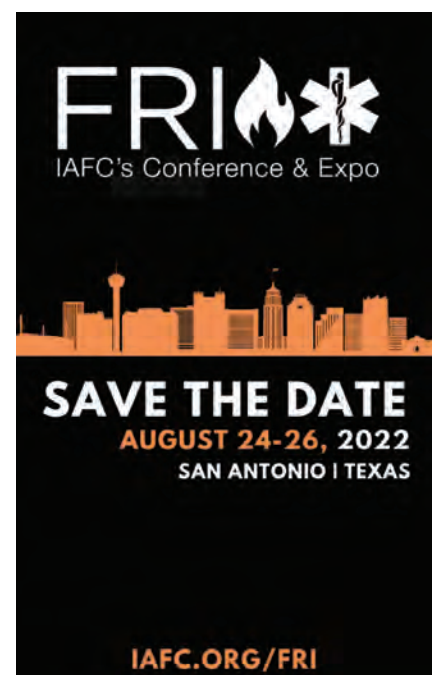 FRI
IAFC's Conference & Expo
SAVE THE DATE
AUGUST 24-26, 2022
SAN ANTONIO | TEXAS
IAFC.ORG/FRI